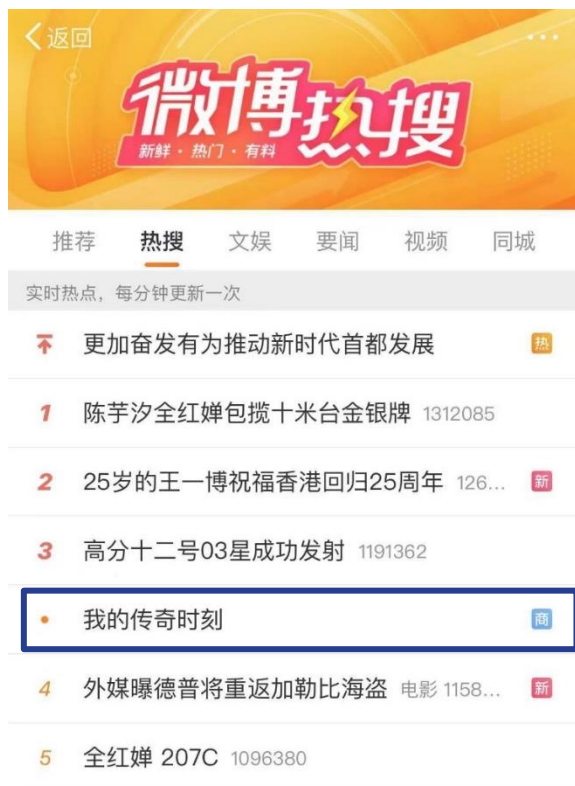 返回
微博热搜
新鲜·热门·有料
推荐 热搜 文娱 要闻 视频 同城
实时热点，每分钟更新一次
更加奋发有为推动新时代首都发展 热
1 陈芋汐全红婵包揽十米台金银牌 1312085
2 25岁的王一博祝福香港回归25周年 126... 新
3 高分十二号03星成功发射 1191362
• 我的传奇时刻 商
4 外媒曝德普将重返加勒比海盗 电影 1158... 新
5 全红婵 207C 1096380